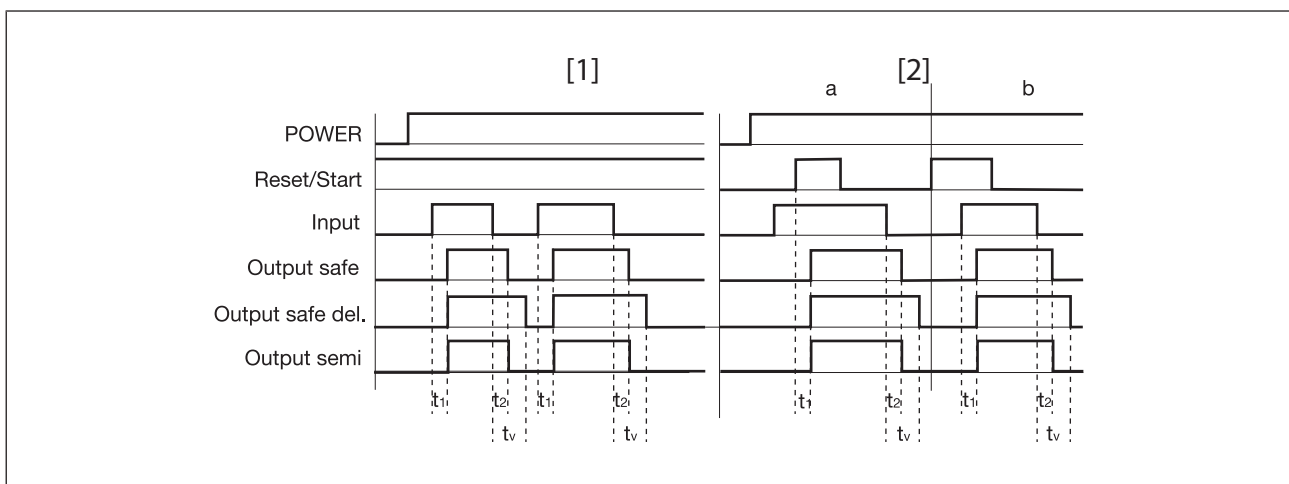 [1] [2]
a b
POWER
Reset/Start
Input
Output safe
Output safe del.
Output semi
t1 t2 t1 t2 t1 t2 t1 t2
tv tv tv tv